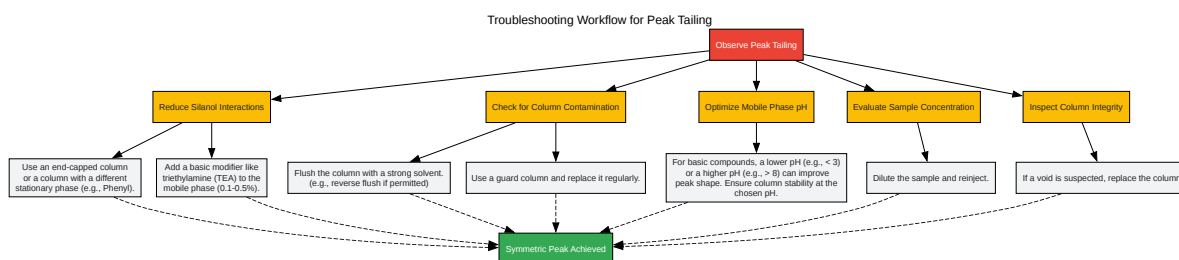 Troubleshooting Workflow for Peak Tailing
Observe Peak Tailing
Reduce Silanol Interactions
Check for Column Contamination
Optimize Mobile Phase pH
Evaluate Sample Concentration
Inspect Column Integrity
Use an end-capped column
or a column with a different
stationary phase (e.g., Phenyl).
Add a basic modifier like
triethylamine (TEA) to the
mobile phase (0.1-0.5%).
Flush the column with a strong solvent.
(e.g., reverse flush if permitted)
Use a guard column and replace it regularly.
For basic compounds, a lower pH (e.g., < 3)
or a higher pH (e.g., > 8) can improve
peak shape. Ensure column stability at the
chosen pH.
Dilute the sample and reinject.
If a void is suspected, replace the column
Symmetric Peak Achieved